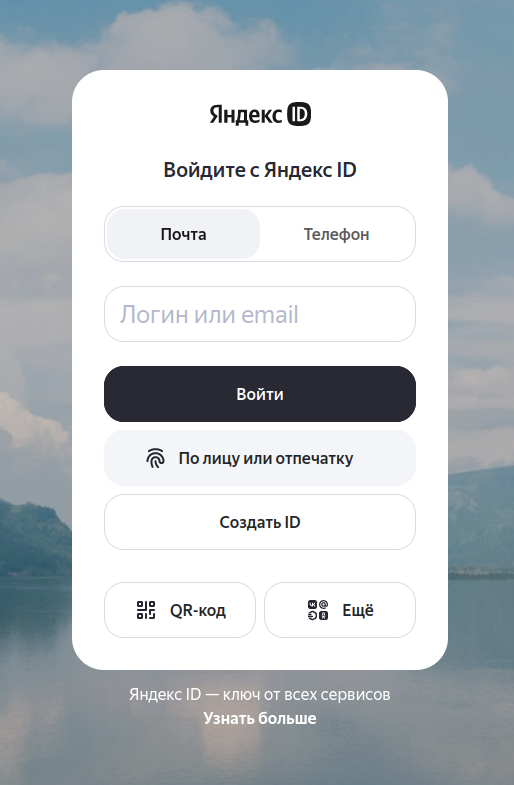 Яндекс ID
Войдите с Яндекс ID
Почта
Телефон
Логин или email
Войти
По лицу или отпечатку
Создать ID
QR-код
Ещё
Яндекс ID — ключ от всех сервисов
Узнать больше